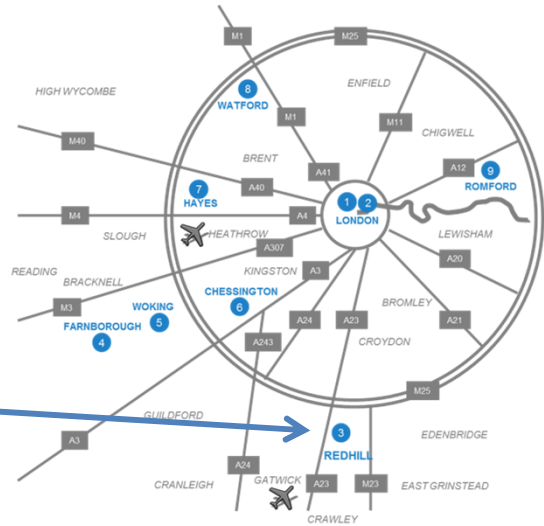 M1
M25
ENFIELD
HIGH WYCOMBE
8
WATFORD
M1
M11
CHIGWELL
M40
BRENT
A41
A12
9
ROMFORD
7
HAYES
A40
1
2
LONDON
M4
A4
SLOUGH
HEATHROW
LEWISHAM
A307
A20
READING
BRACKNELL
KINGSTON
A3
CHESSINGTON
6
BROMLEY
M3
WOKING
5
FARNBOROUGH
4
A24
A23
A21
A243
CROYDON
M25
GUILDFORD
3
REDHILL
EDENBRIDGE
A3
A24
CRANLEIGH
GATWICK
A23
M23
EAST GRINSTEAD
CRAWLEY